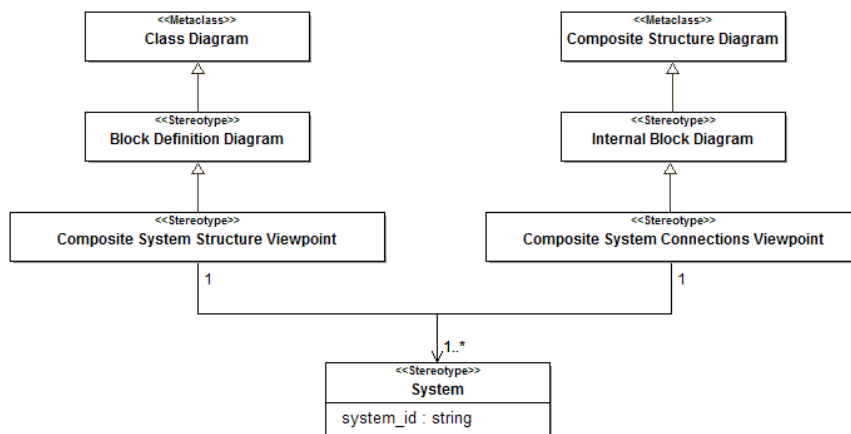 <<Metaclass>>
Class Diagram
<<Metaclass>>
Composite Structure Diagram
<<Stereotype>>
Block Definition Diagram
<<Stereotype>>
Internal Block Diagram
<<Stereotype>>
Composite System Structure Viewpoint
<<Stereotype>>
Composite System Connections Viewpoint
1
1
1..*
<<Stereotype>>
System
system_id : string